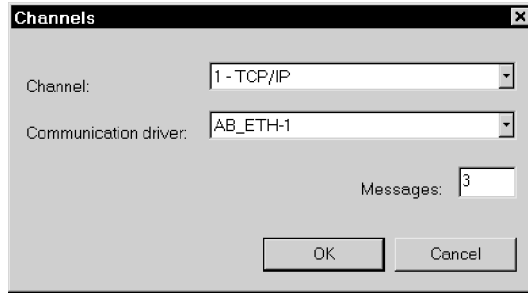 Channels
Channel: 1 - TCP/IP
Communication driver: AB_ETH-1
Messages: 3
OK Cancel